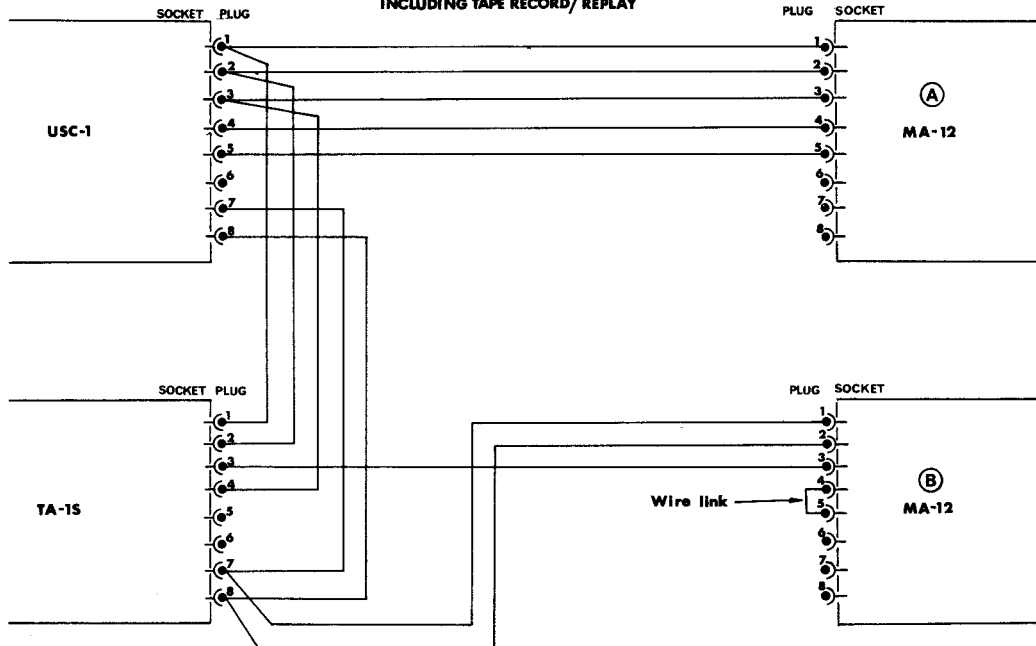 INCLUDING TAPE RECORD/ REPLAY
SOCKET PLUG
PLUG SOCKET
1
2
3
4
5
6
7
8
USC-1
1
2
3
4
5
6
7
8
A
MA-12
SOCKET PLUG
PLUG SOCKET
1
2
3
4
5
6
7
8
TA-1S
Wire link
1
2
3
4
5
6
7
8
B
MA-12